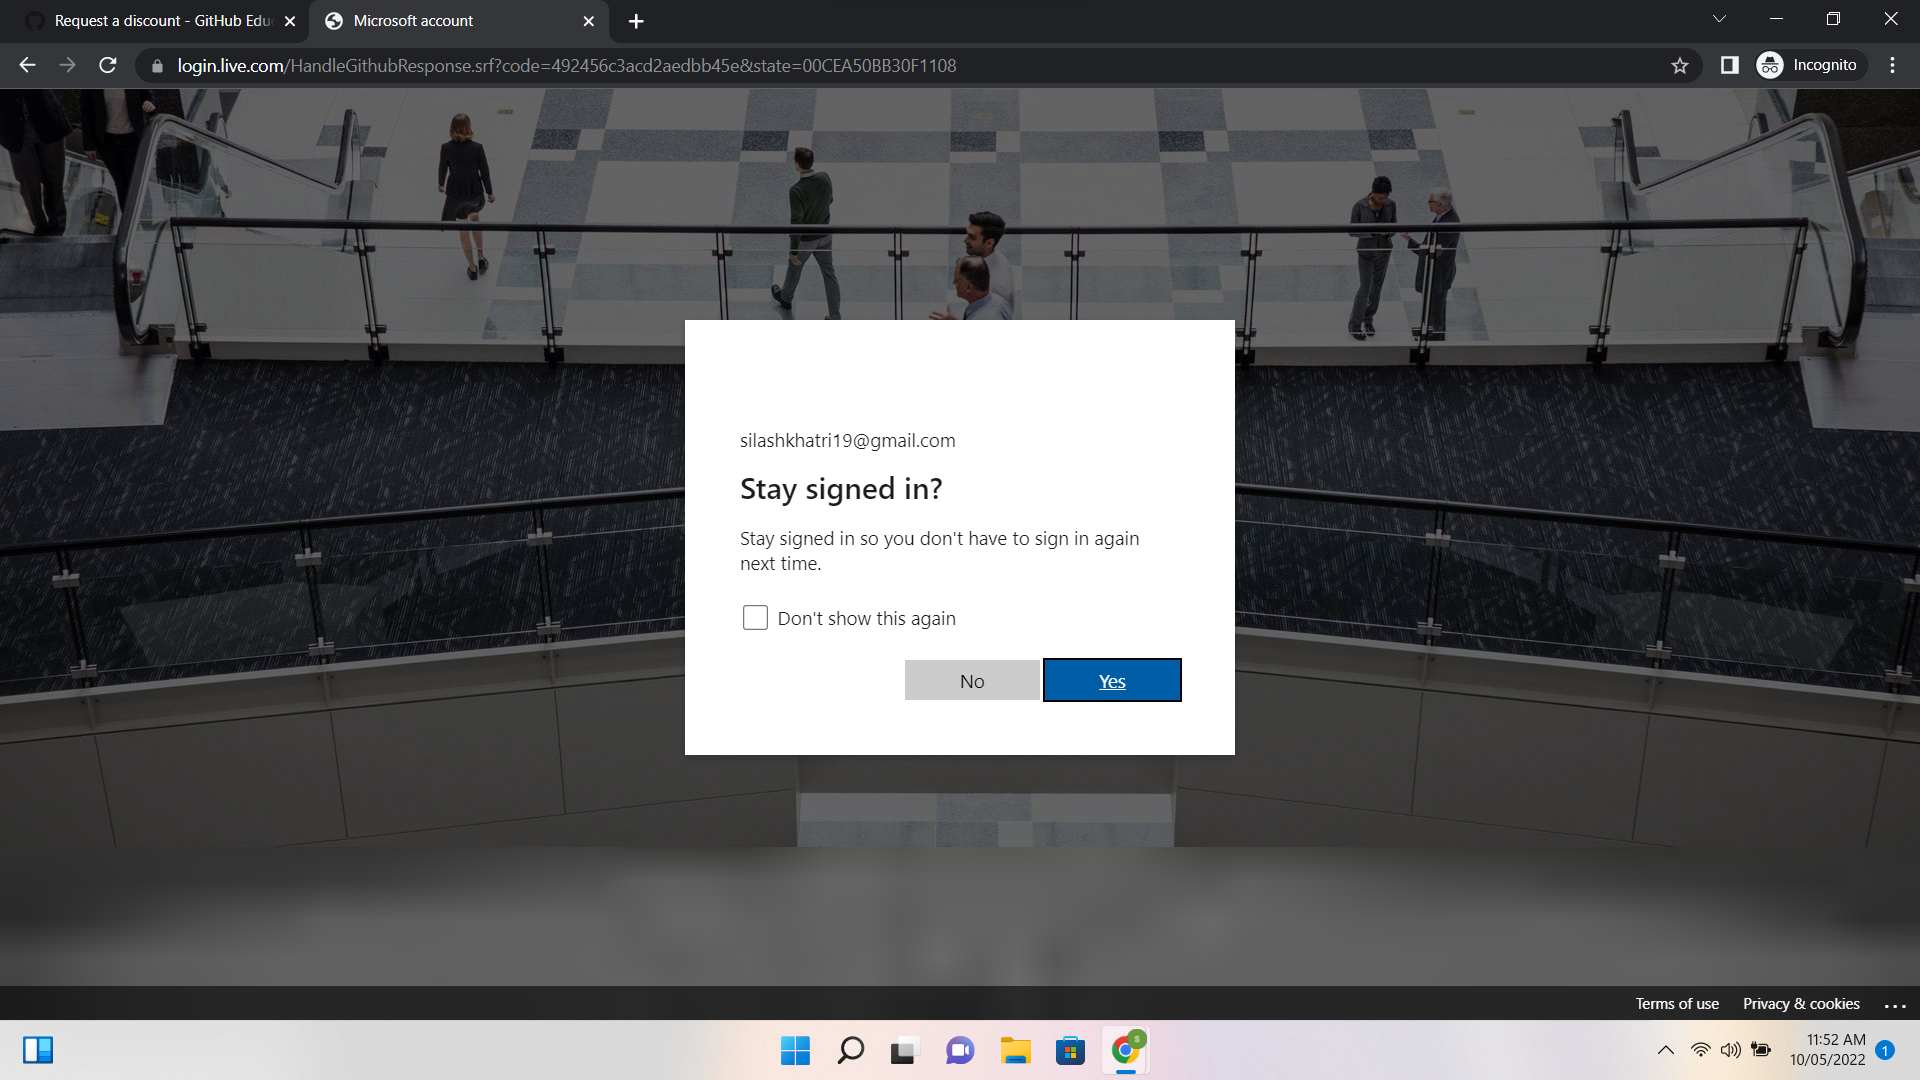 Request a discount - GitHub Edu
Microsoft account
login.live.com/HandleGithubResponse.srf?code=492456c3acd2aedbb45e&state=00CEA50BB30F1108
Incognito
silashkhatri19@gmail.com
Stay signed in?
Stay signed in so you don't have to sign in again
next time.
Don't show this again
No
Yes
Terms of use
Privacy & cookies
...
11:52 AM
10/05/2022
1